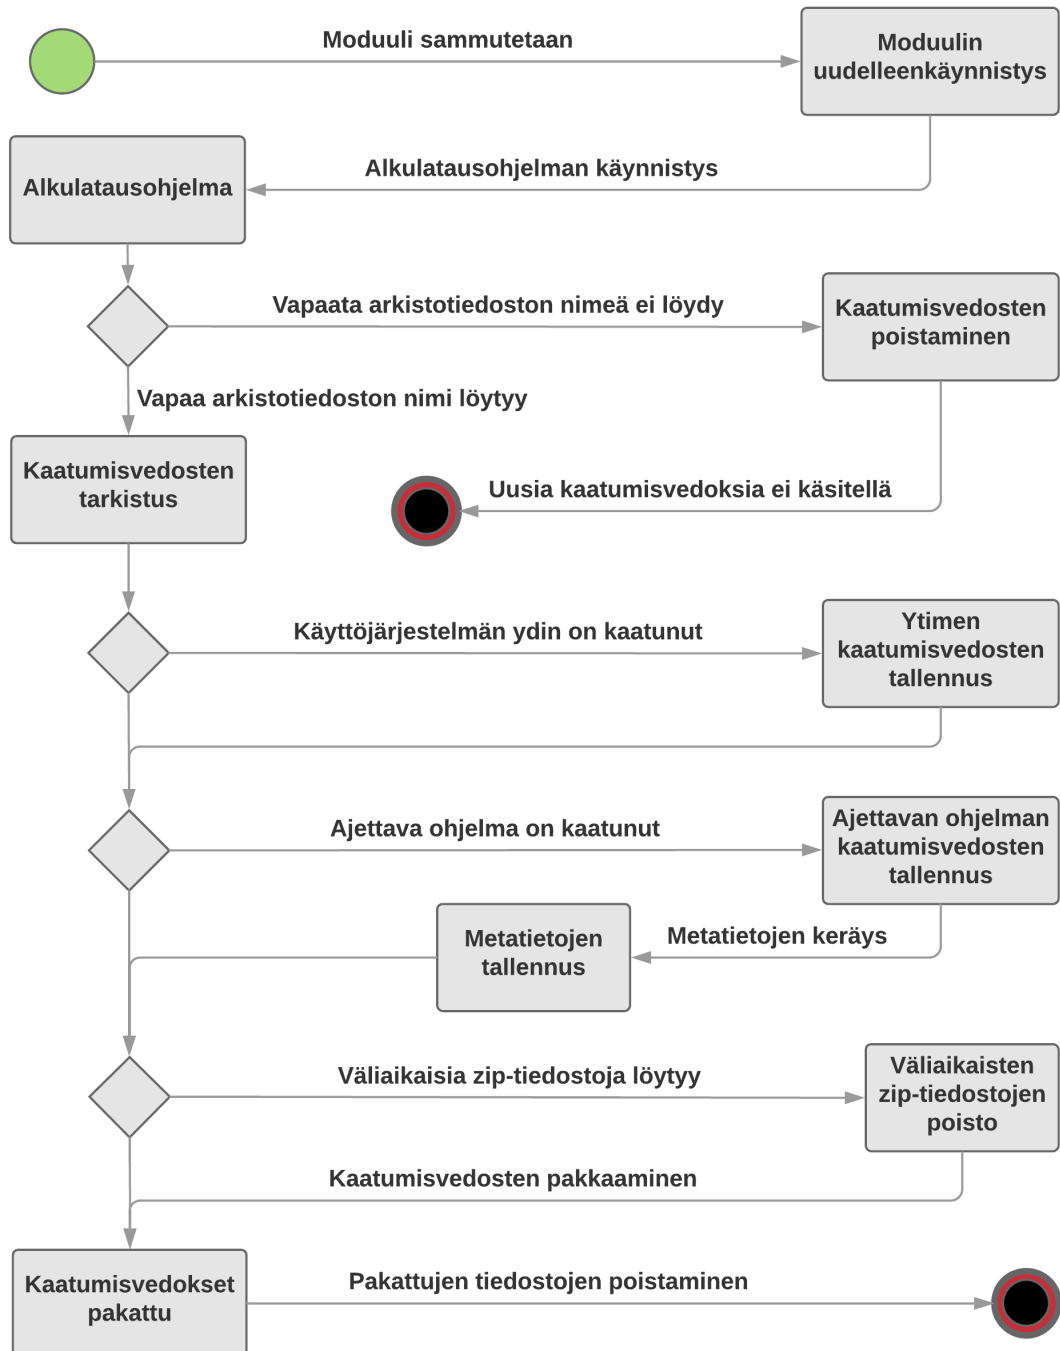 Moduuli sammutetaan
Moduulin
uudelleenkäynnistys
Alkulatausohjelman käynnistys
Alkulatausohjelma
Vapaata arkistotiedoston nimeä ei löydy
Kaatumisvedosten
poistaminen
Vapaa arkistotiedoston nimi löytyy
Kaatumisvedosten
tarkistus
Uusia kaatumisvedoksia ei käsitellä
Käyttöjärjestelmän ydin on kaatunut
Ytimen
kaatumisvedosten
tallennus
Ajettava ohjelma on kaatunut
Ajettavan ohjelman
kaatumisvedosten
tallennus
Metatietojen keräys
Metatietojen
tallennus
Väliaikaisia zip-tiedostoja löytyy
Väliaikaisten
zip-tiedostojen
poisto
Kaatumisvedosten pakkaaminen
Kaatumisvedokset
pakattu
Pakattujen tiedostojen poistaminen